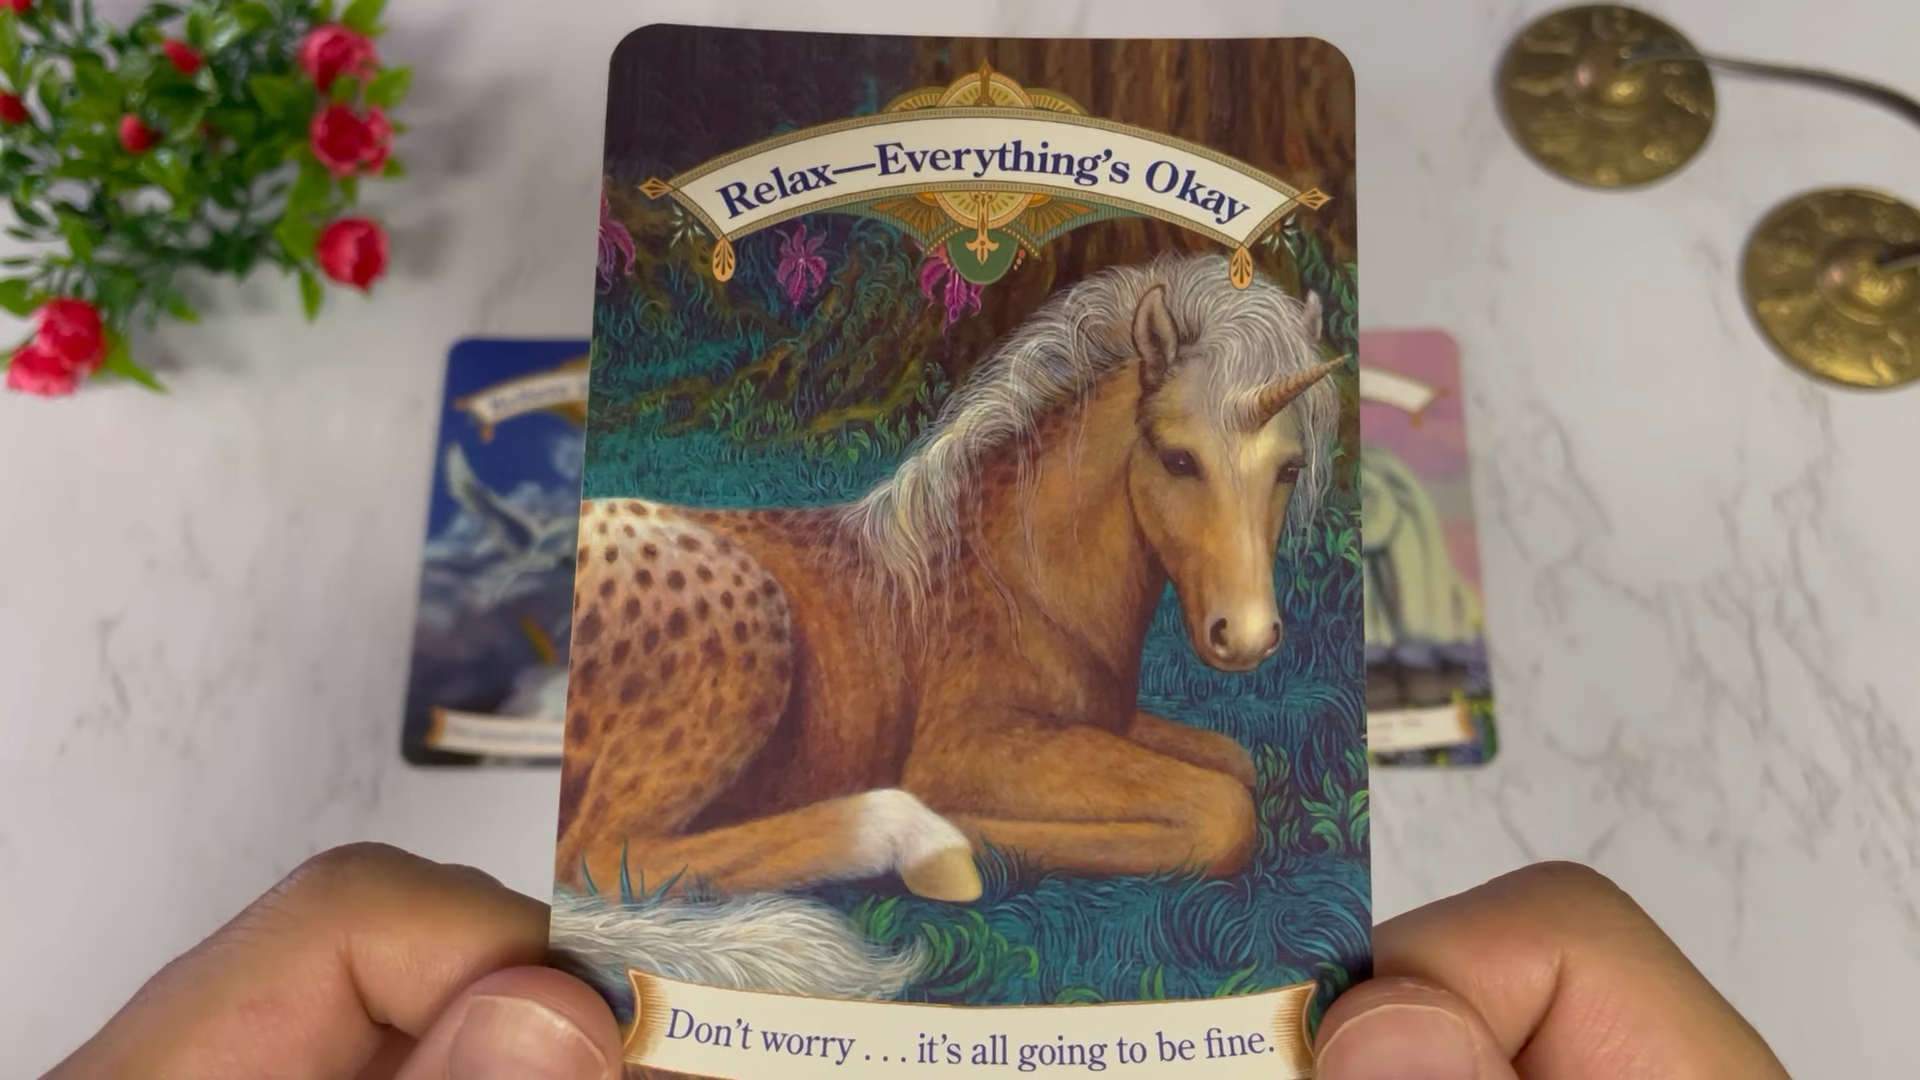 Relax—Everything's Okay
Don't worry . . . it's all going to be fine.